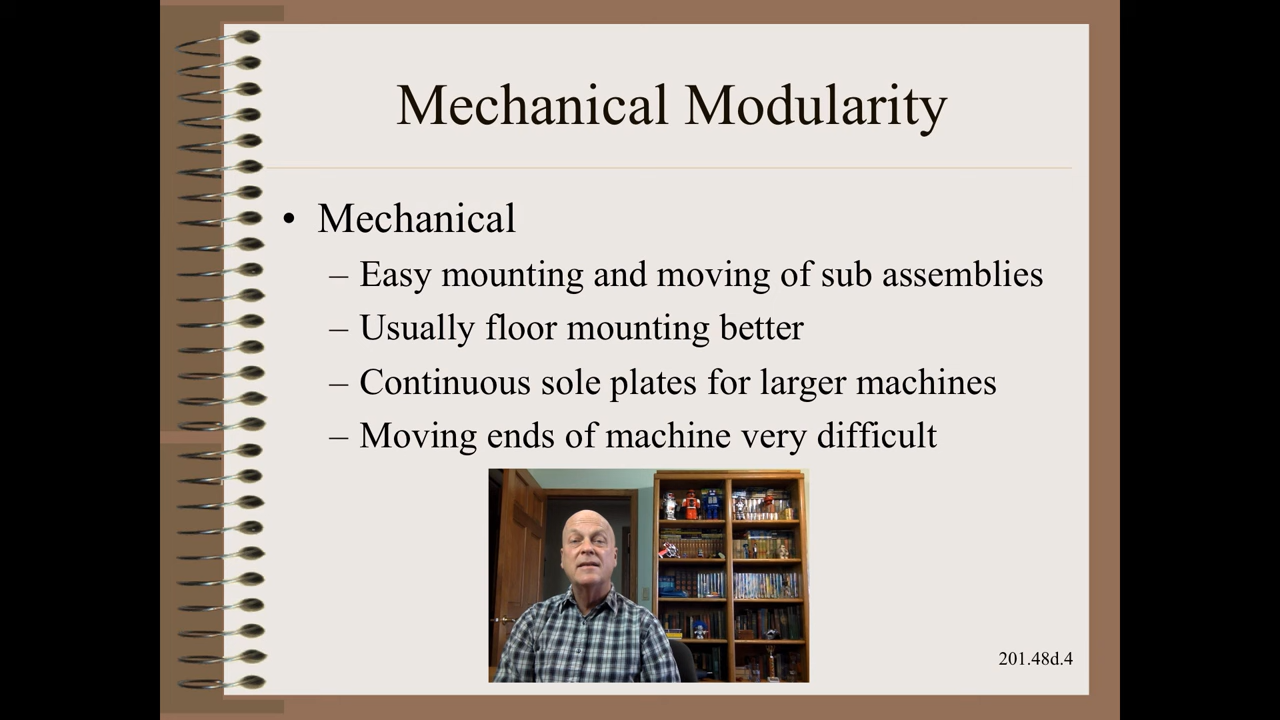 Mechanical Modularity
• Mechanical
– Easy mounting and moving of sub assemblies
– Usually floor mounting better
– Continuous sole plates for larger machines
– Moving ends of machine very difficult
201.48d.4